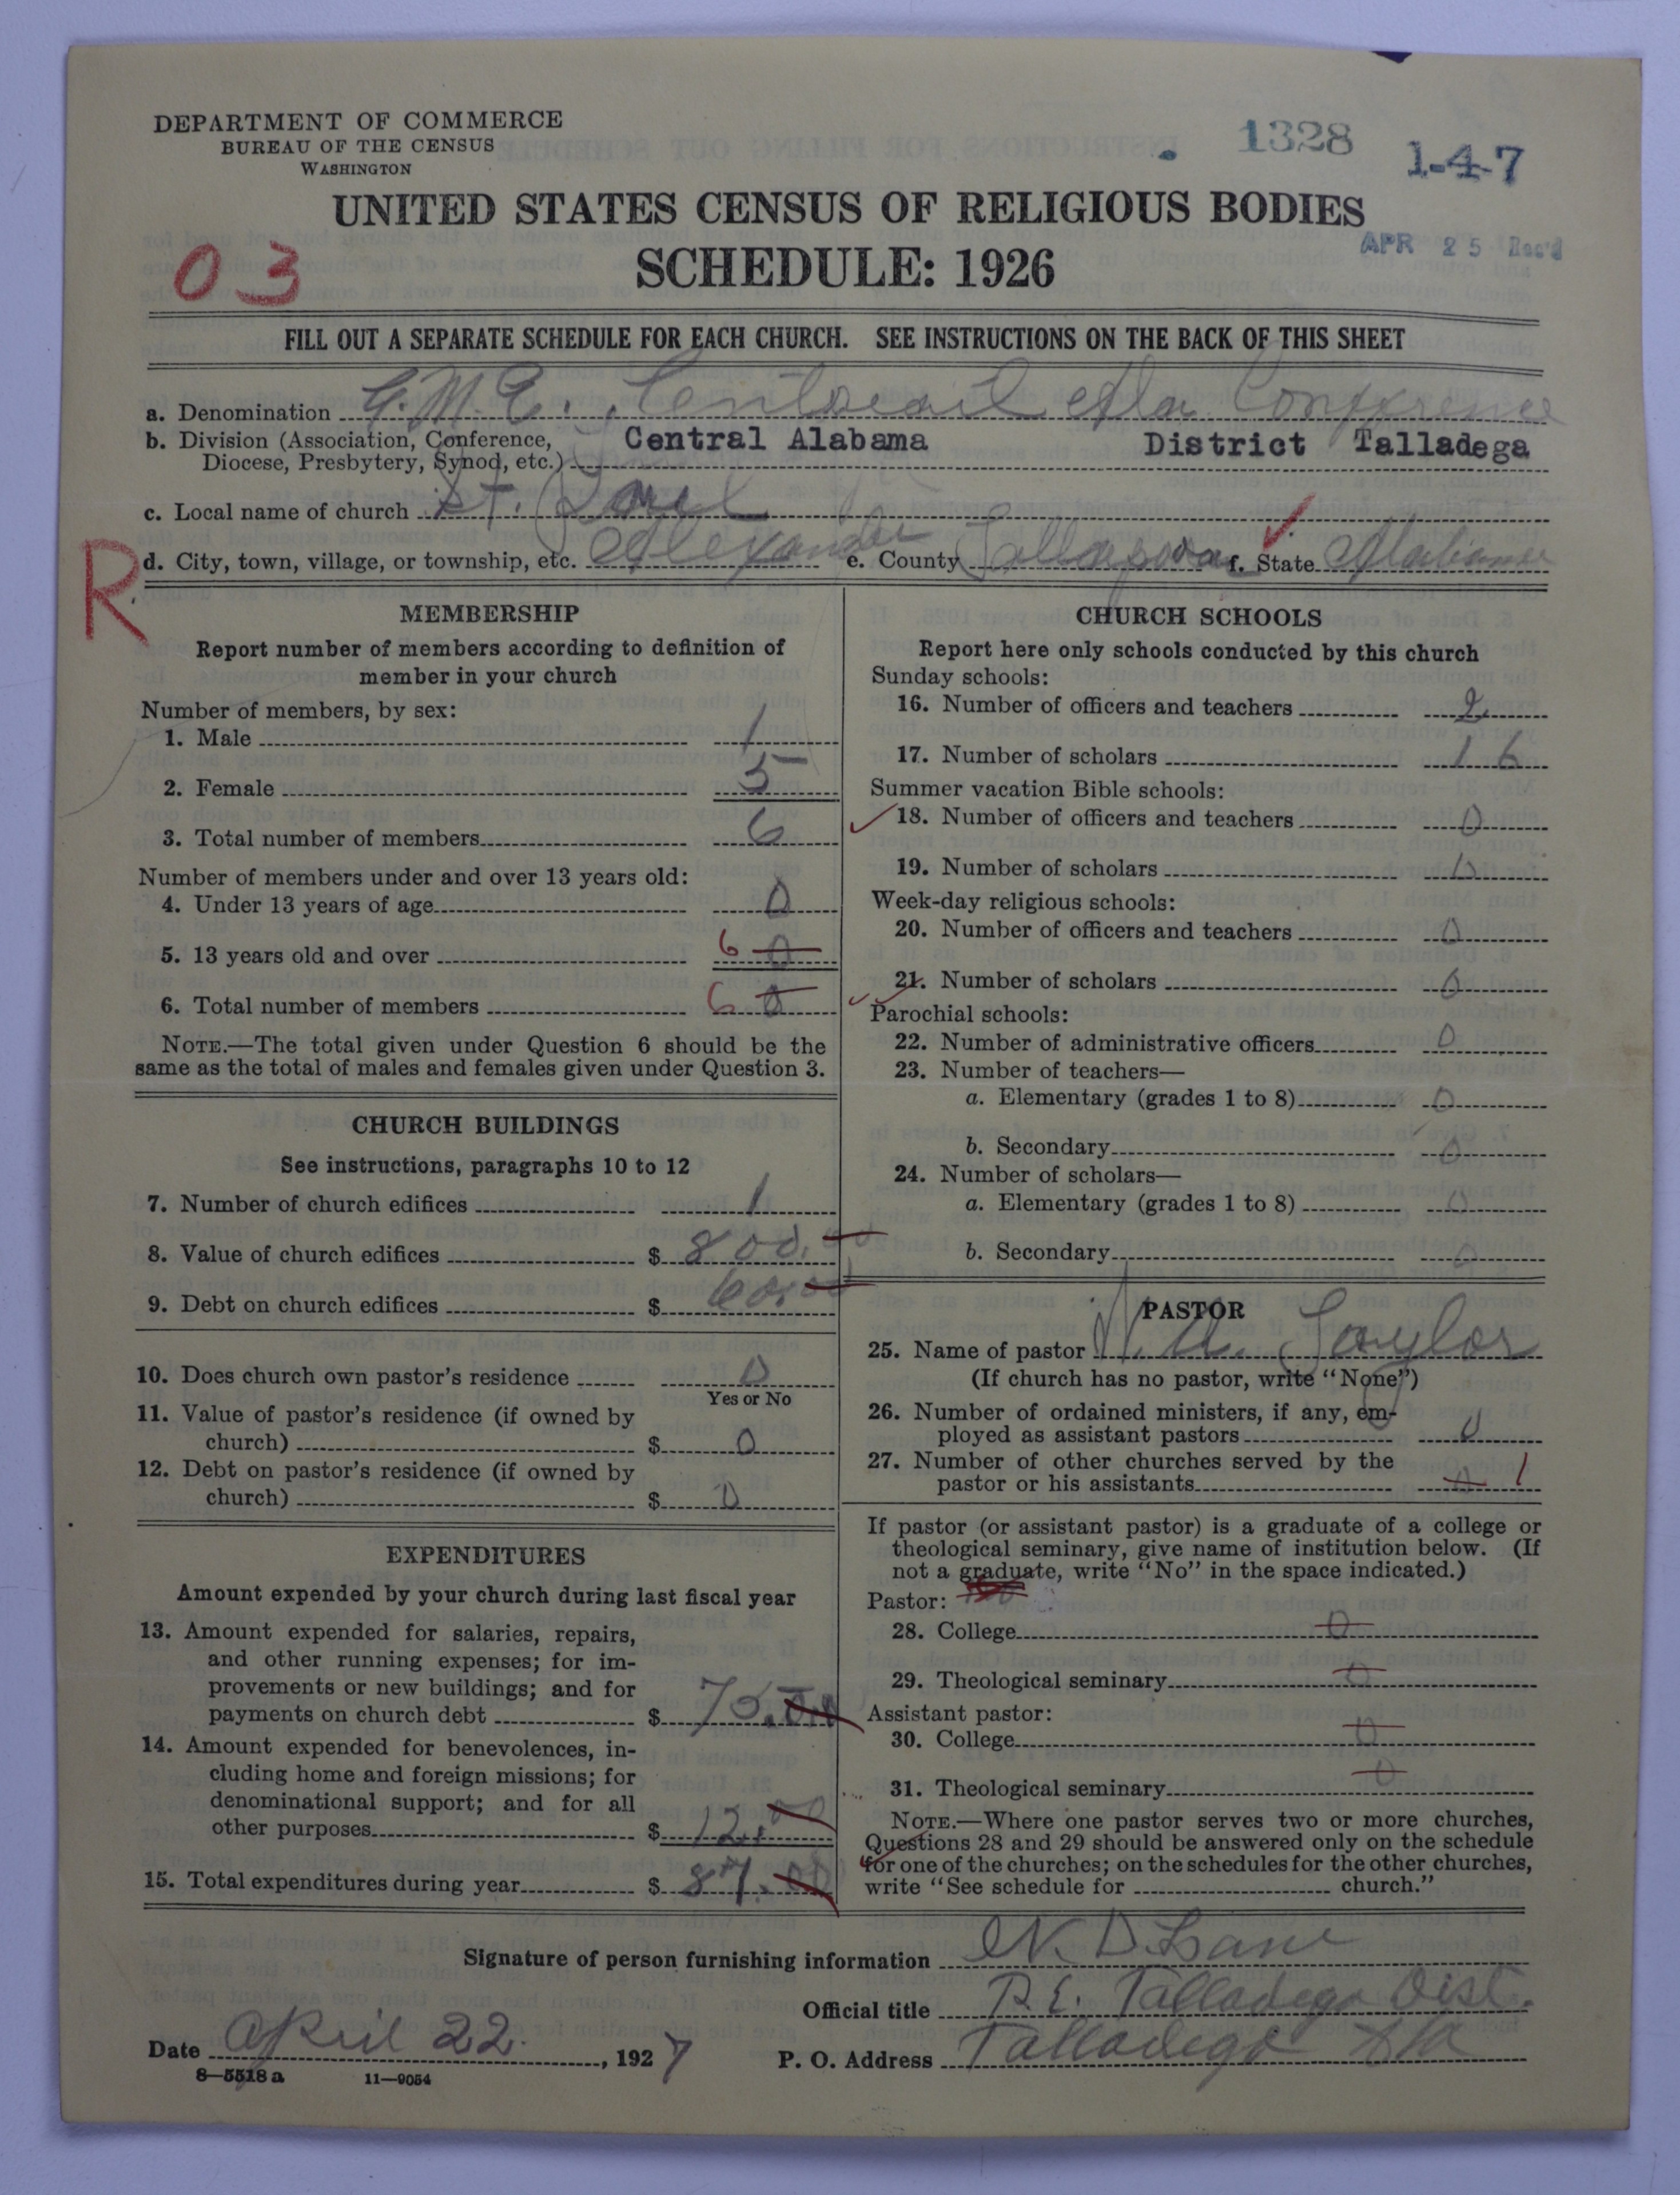 DEPARTMENT OF COMMERCE
BUREAU OF THE CENSUS
WASHINGTON
1328
1-4-7
UNITED STATES CENSUS OF RELIGIOUS BODIES
SCHEDULE: 1926
APR 25 Rec'd
03
FILL OUT A SEPARATE SCHEDULE FOR EACH CHURCH. SEE INSTRUCTIONS ON THE BACK OF THIS SHEET
a. Denomination C.M.E. Ala Conference
b. Division (Association, Conference, Diocese, Presbytery, Synod, etc.) Central Alabama District Talladega
c. Local name of church St. Paul
R
d. City, town, village, or township, etc. Alexander e. County Tallapoosa f. State Alabama
MEMBERSHIP
Report number of members according to definition of
member in your church
Number of members, by sex:
1. Male 1
2. Female 5
3. Total number of members 6
Number of members under and over 13 years old:
4. Under 13 years of age 0
5. 13 years old and over 6 0
6. Total number of members 6 0
NOTE.—The total given under Question 6 should be the
same as the total of males and females given under Question 3.
CHURCH BUILDINGS
See instructions, paragraphs 10 to 12
7. Number of church edifices 1
8. Value of church edifices $ 800.00
9. Debt on church edifices $ 60.00
10. Does church own pastor's residence 0
Yes or No
11. Value of pastor's residence (if owned by
church) $ 0
12. Debt on pastor's residence (if owned by
church) $ 0
EXPENDITURES
Amount expended by your church during last fiscal year
13. Amount expended for salaries, repairs,
and other running expenses; for im-
provements or new buildings; and for
payments on church debt $ 75.00
14. Amount expended for benevolences, in-
cluding home and foreign missions; for
denominational support; and for all
other purposes $ 12.00
15. Total expenditures during year $ 87.00
CHURCH SCHOOLS
Report here only schools conducted by this church
Sunday schools:
16. Number of officers and teachers 2
17. Number of scholars 16
Summer vacation Bible schools:
18. Number of officers and teachers 0
19. Number of scholars 0
Week-day religious schools:
20. Number of officers and teachers 0
21. Number of scholars 0
Parochial schools:
22. Number of administrative officers 0
23. Number of teachers—
a. Elementary (grades 1 to 8) 0
b. Secondary 0
24. Number of scholars—
a. Elementary (grades 1 to 8) 0
b. Secondary 0
PASTOR
25. Name of pastor Taylor
(If church has no pastor, write "None")
26. Number of ordained ministers, if any, em-
ployed as assistant pastors 0
27. Number of other churches served by the
pastor or his assistants 0 1
If pastor (or assistant pastor) is a graduate of a college or
theological seminary, give name of institution below. (If
not a graduate, write "No" in the space indicated.)
Pastor:
28. College 0
29. Theological seminary 0
Assistant pastor:
30. College 0
31. Theological seminary 0
NOTE.—Where one pastor serves two or more churches,
Questions 28 and 29 should be answered only on the schedule
for one of the churches; on the schedules for the other churches,
write "See schedule for church."
Signature of person furnishing information N. D.
Official title P.E. Talladega Dist.
Date April 22, 1927
P. O. Address Talladega Ala
8—5518a 11—9054